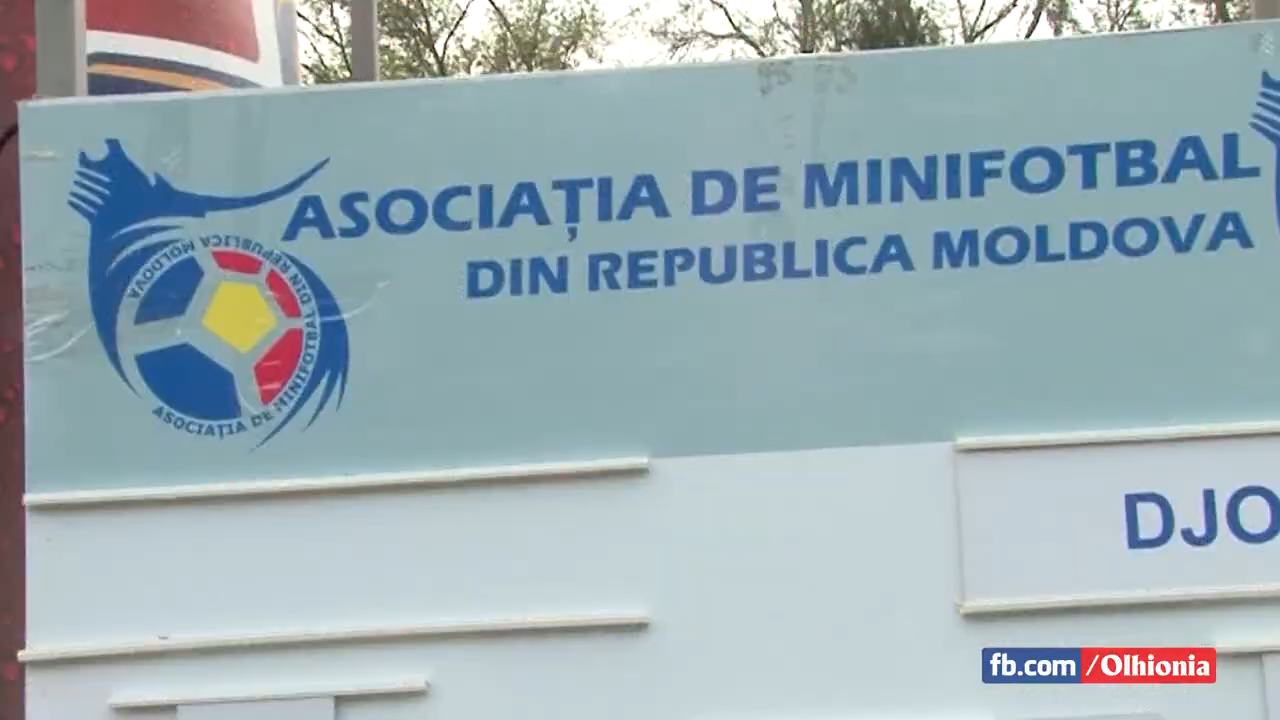 ASOCIAȚIA DE MINIFOTBAL
DIN REPUBLICA MOLDOVA
ASOCIAȚIA DE MINIFOTBAL DIN REPUBLICA MOLDOVA
DJO
fb.com/Olhionia